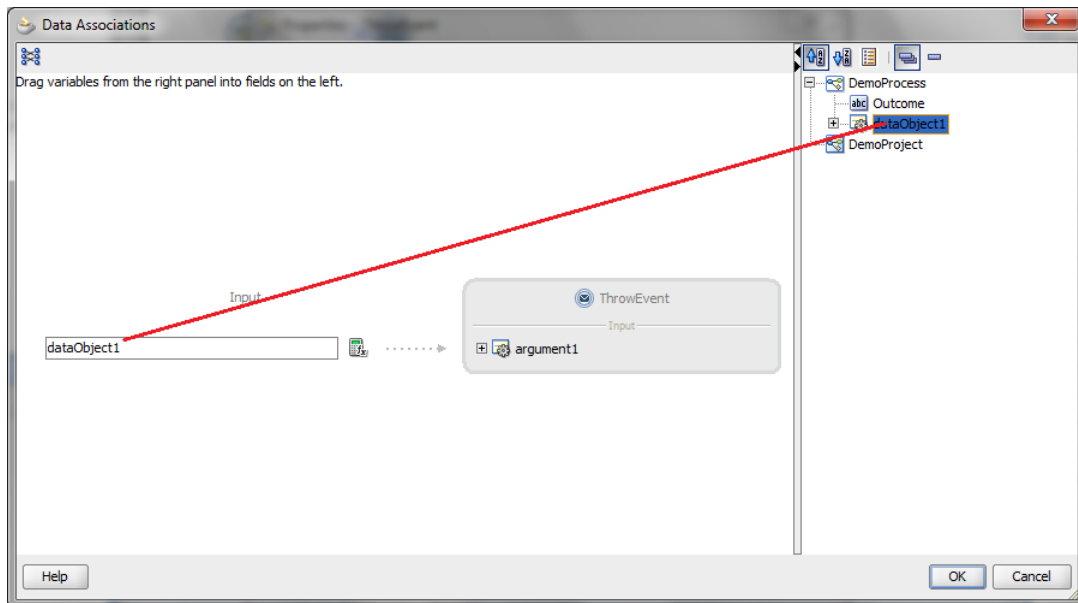 Data Associations
Drag variables from the right panel into fields on the left.
DemoProcess
abc Outcome
dataObject1
DemoProject
Input
ThrowEvent
Input
dataObject1
argument1
Help
OK
Cancel